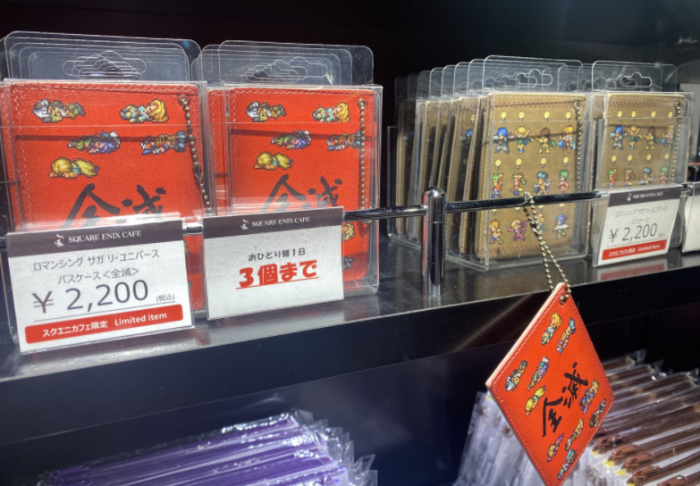 全滅
全滅
SQUARE ENIX CAFE
ロマンシング サガ リ・ユニバース
パスケース<全滅>
¥2,200(税込)
スクエニカフェ限定 Limited item
SQUARE ENIX CAFE
おひとり様1日
3個まで
SQUARE ENIX CAFE
¥2,200
全滅